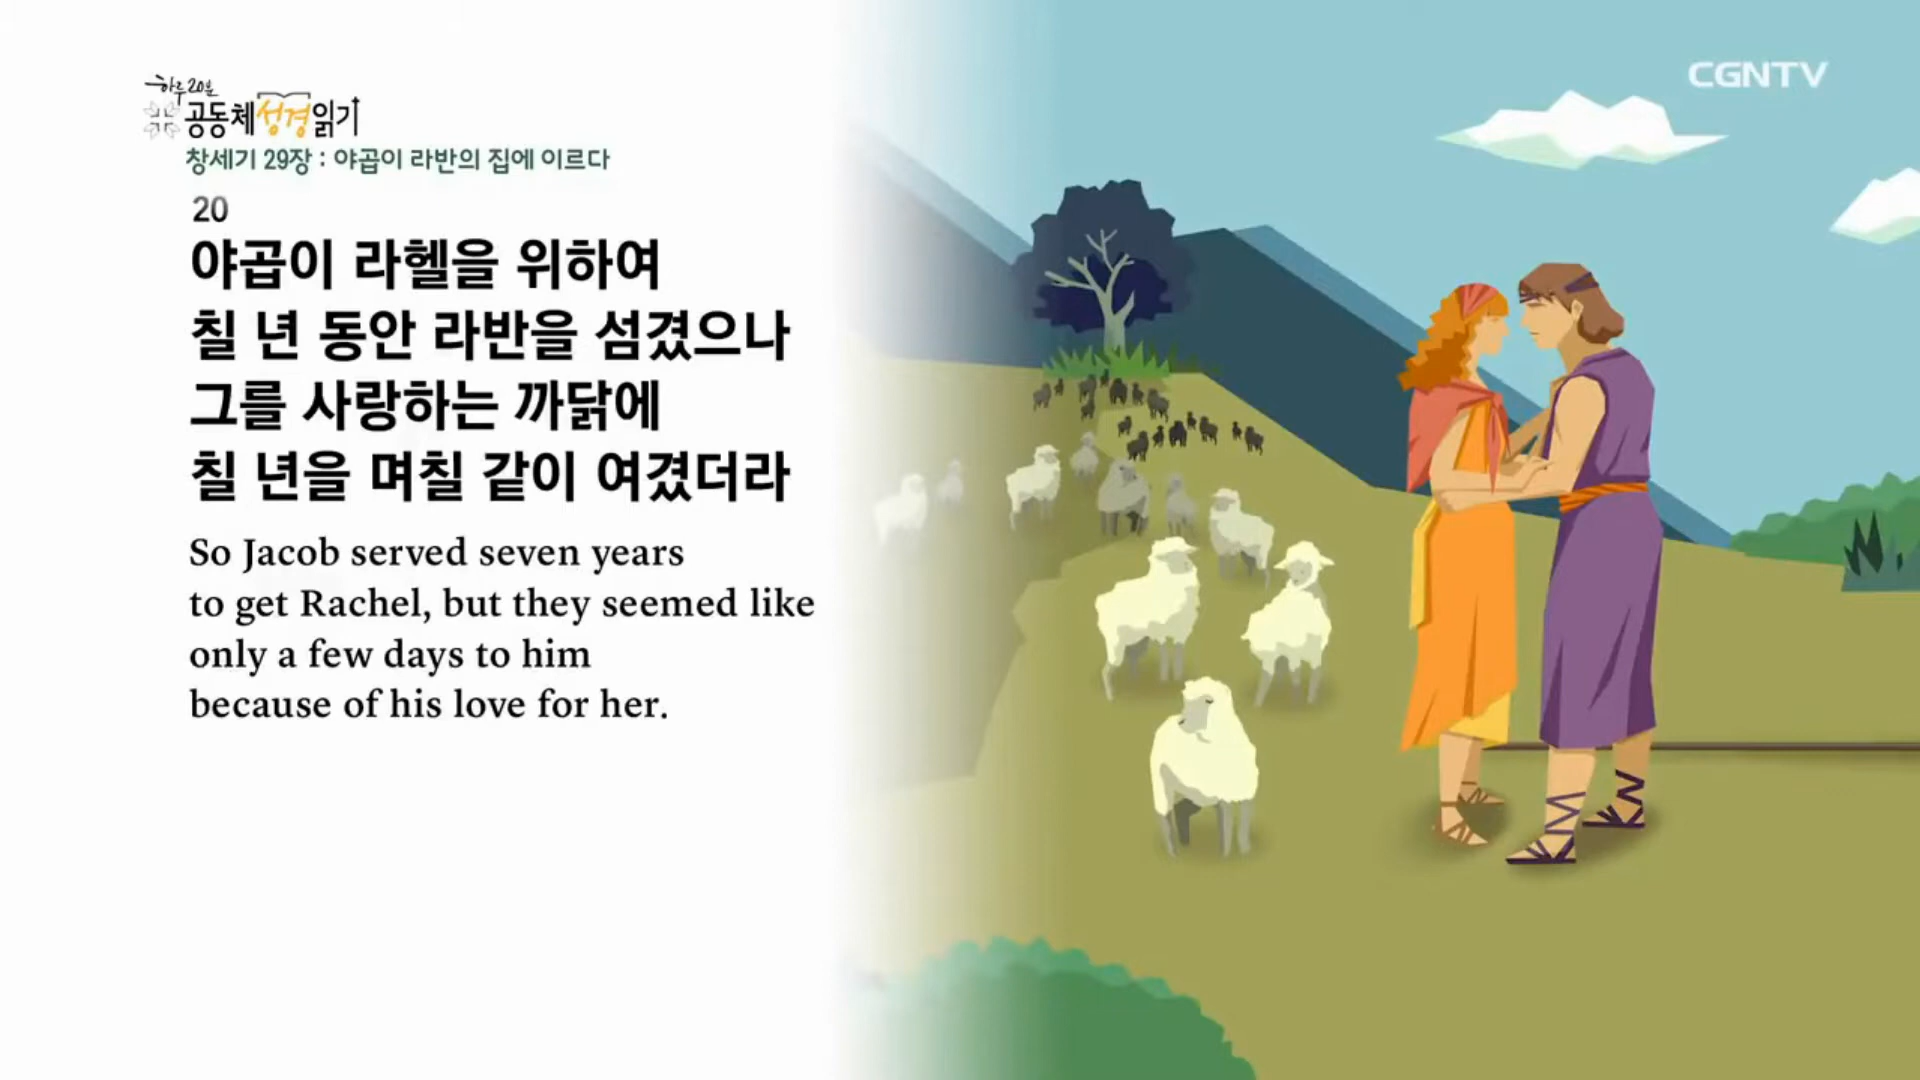 하루 20분
공동체성경읽기
CGNTV
창세기 29장 : 야곱이 라반의 집에 이르다
20
야곱이 라헬을 위하여
칠 년 동안 라반을 섬겼으나
그를 사랑하는 까닭에
칠 년을 며칠 같이 여겼더라
So Jacob served seven years
to get Rachel, but they seemed like
only a few days to him
because of his love for her.